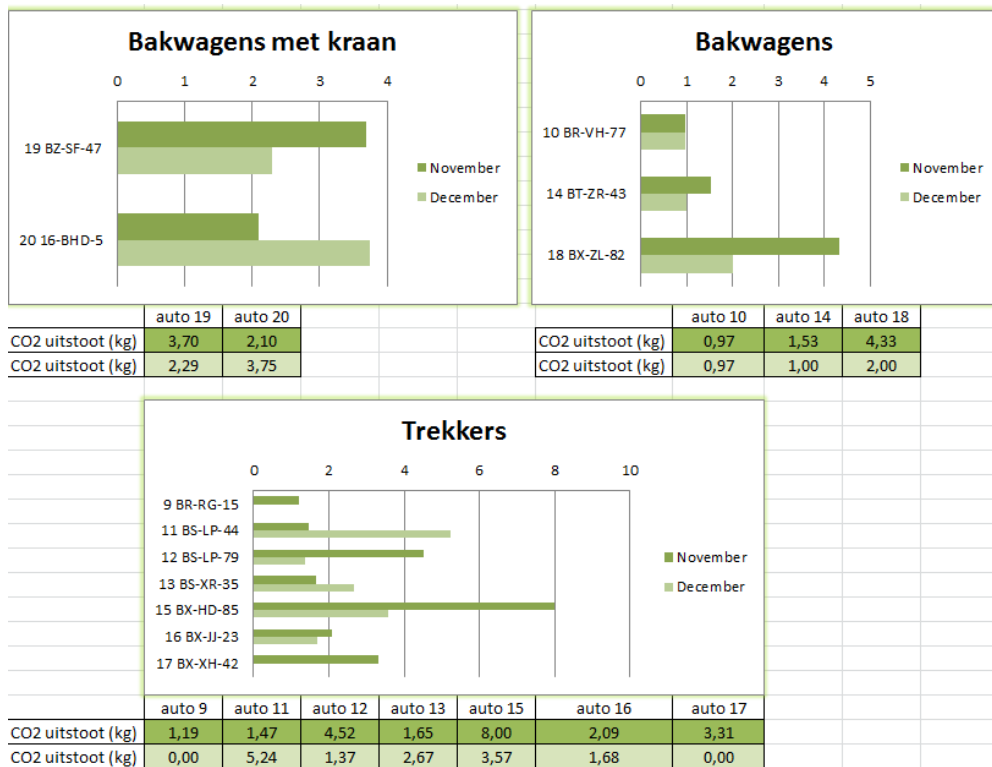 Bakwagens met kraan
0 1 2 3 4
19 BZ-SF-47
20 16-BHD-5
November
December
Bakwagens
0 1 2 3 4 5
10 BR-VH-77
14 BT-ZR-43
18 BX-ZL-82
November
December
auto 19 auto 20
CO2 uitstoot (kg) 3,70 2,10
CO2 uitstoot (kg) 2,29 3,75
auto 10 auto 14 auto 18
CO2 uitstoot (kg) 0,97 1,53 4,33
CO2 uitstoot (kg) 0,97 1,00 2,00
Trekkers
0 2 4 6 8 10
9 BR-RG-15
11 BS-LP-44
12 BS-LP-79
13 BS-XR-35
15 BX-HD-85
16 BX-JJ-23
17 BX-XH-42
November
December
auto 9 auto 11 auto 12 auto 13 auto 15 auto 16 auto 17
CO2 uitstoot (kg) 1,19 1,47 4,52 1,65 8,00 2,09 3,31
CO2 uitstoot (kg) 0,00 5,24 1,37 2,67 3,57 1,68 0,00